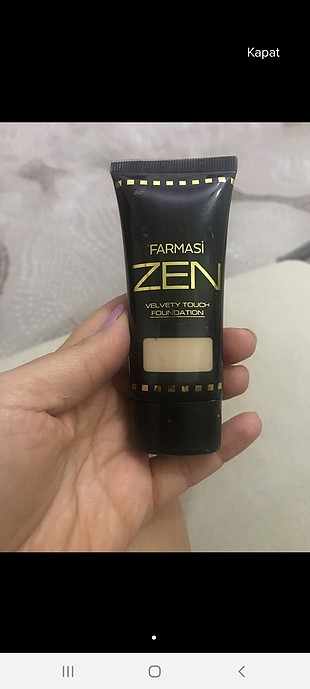 Kapat
FARMASİ
ZEN
VELVETY TOUCH
FOUNDATION